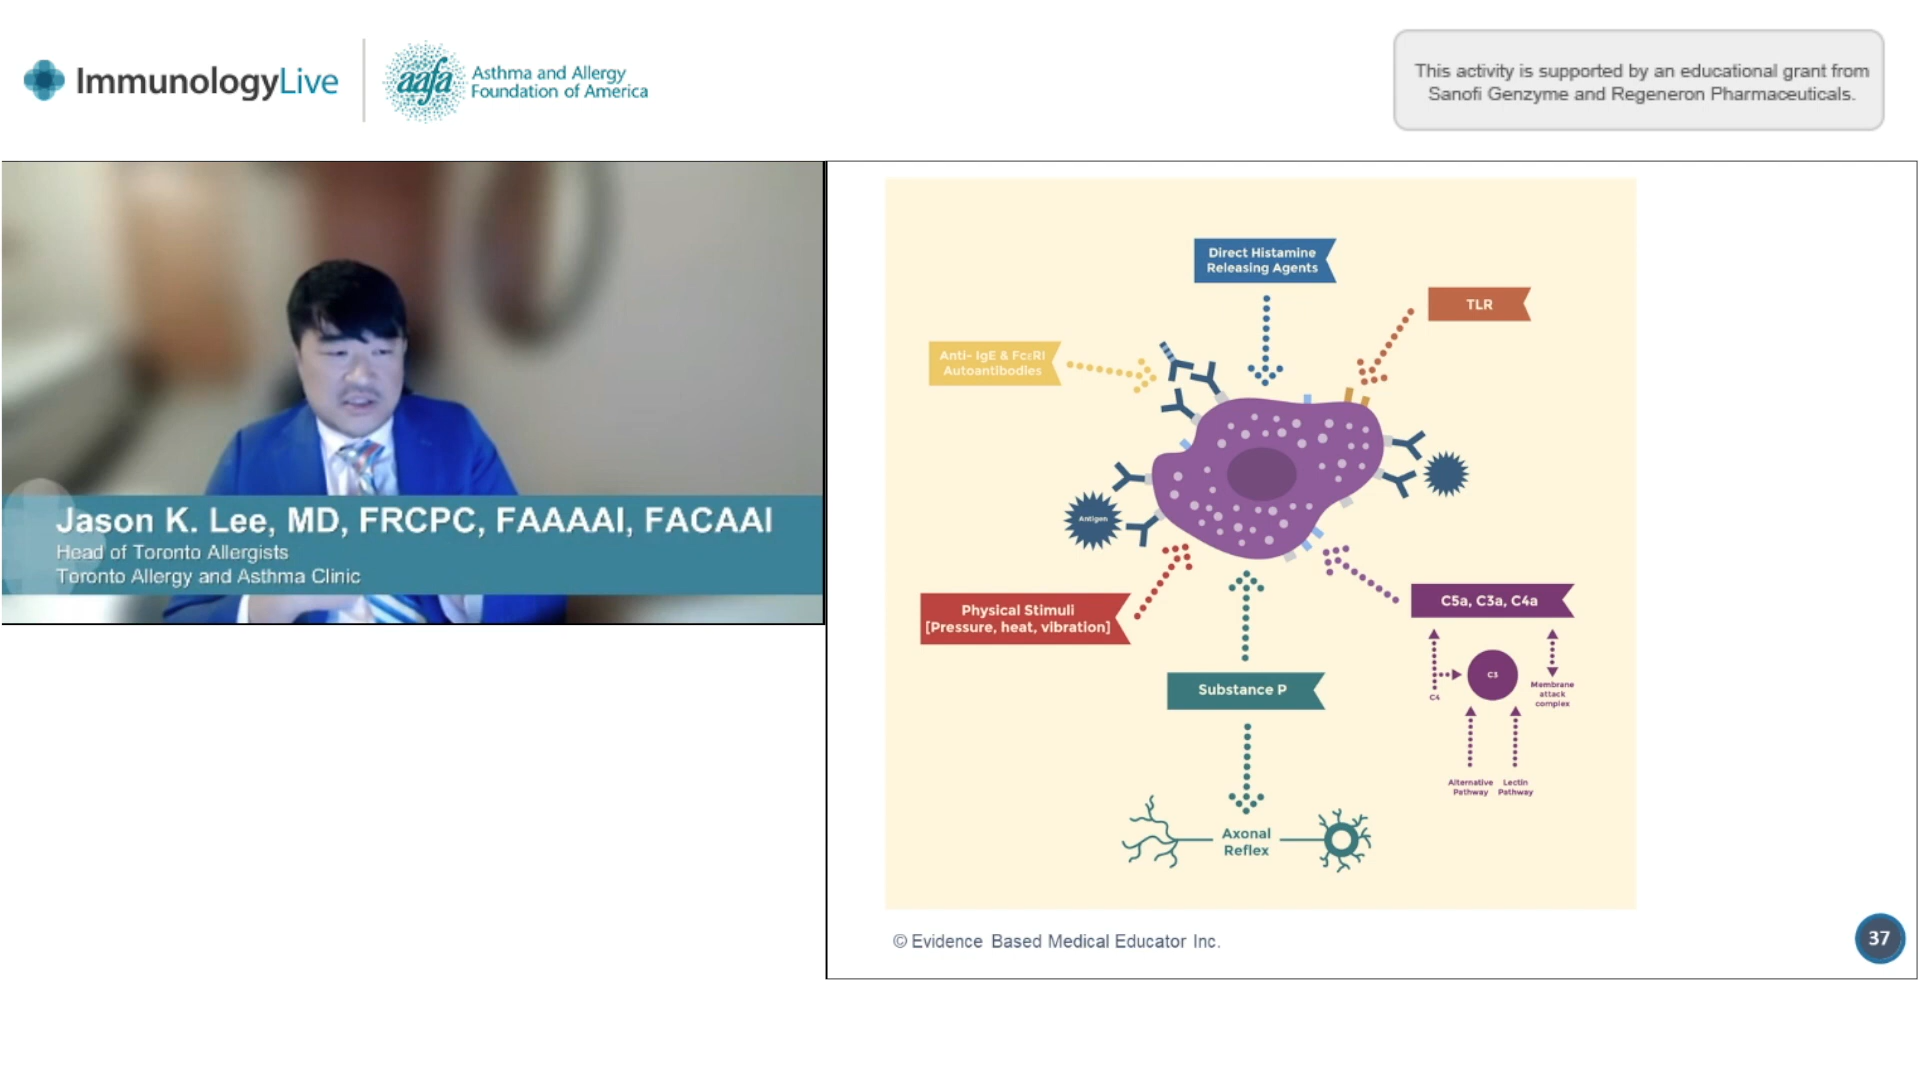 ImmunologyLive
aafa
Asthma and Allergy
Foundation of America
This activity is supported by an educational grant from
Sanofi Genzyme and Regeneron Pharmaceuticals.
Jason K. Lee, MD, FRCPC, FAAAAI, FACAAI
Head of Toronto Allergists
Toronto Allergy and Asthma Clinic
Direct Histamine
Releasing Agents
TLR
Anti- IgE & FcεRI
Autoantibodies
Antigen
Physical Stimuli
[Pressure, heat, vibration]
C5a, C3a, C4a
C4
C3
Membrane
attack
complex
Alternative
Pathway
Lectin
Pathway
Substance P
Axonal
Reflex
© Evidence Based Medical Educator Inc.
37